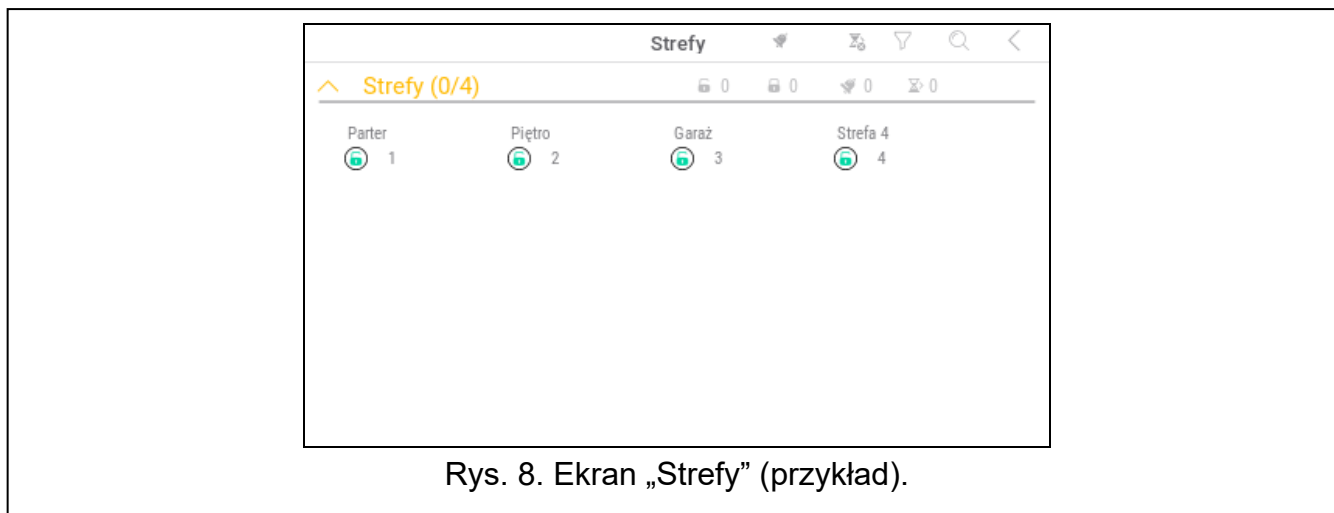 Strefy
Strefy (0/4) 0 0 0 0
Parter Piętro Garaż Strefa 4
1 2 3 4
Rys. 8. Ekran „Strefy” (przykład).